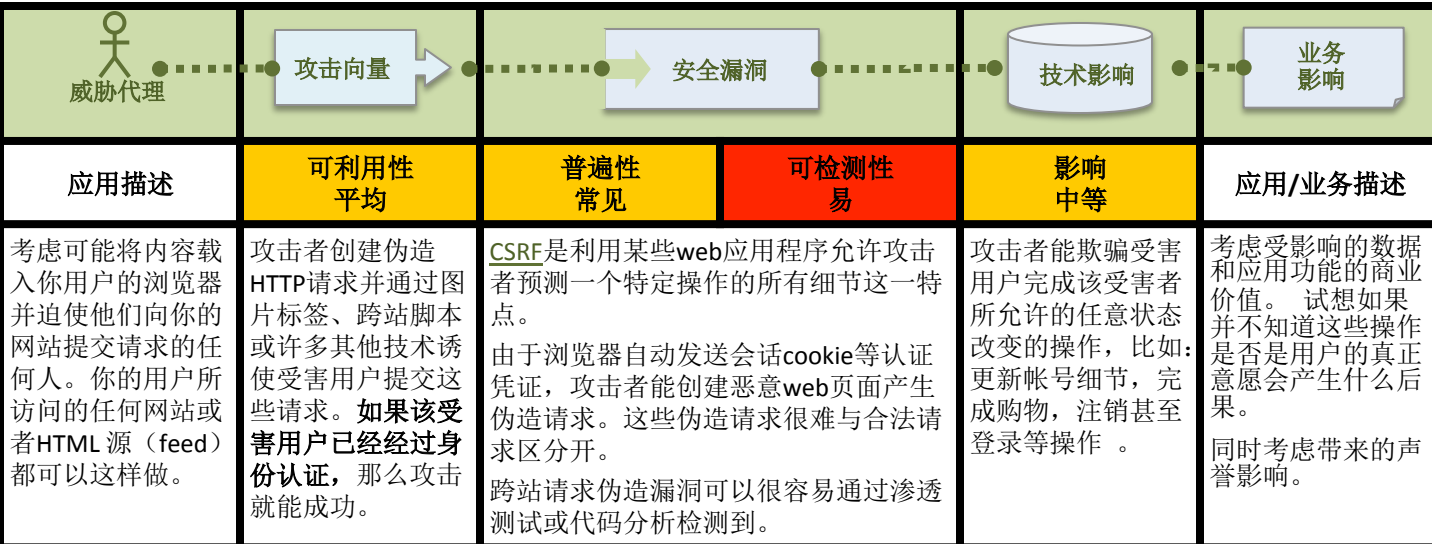 威胁代理
攻击向量
安全漏洞
技术影响
业务
影响
应用描述
可利用性
平均
普遍性
常见
可检测性
易
影响
中等
应用/业务描述
考虑可能将内容载
入你用户的浏览器
并迫使他们向你的
网站提交请求的任
何人。你的用户所
访问的任何网站或
者HTML 源（feed）
都可以这样做。
攻击者创建伪造
HTTP请求并通过图
片标签、跨站脚本
或许多其他技术诱
使受害用户提交这
些请求。如果该受
害用户已经经过身
份认证，那么攻击
就能成功。
CSRF是利用某些web应用程序允许攻击
者预测一个特定操作的所有细节这一特
点。
由于浏览器自动发送会话cookie等认证
凭证，攻击者能创建恶意web页面产生
伪造请求。这些伪造请求很难与合法请
求区分开。
跨站请求伪造漏洞可以很容易通过渗透
测试或代码分析检测到。
攻击者能欺骗受害
用户完成该受害者
所允许的任意状态
改变的操作，比如：
更新帐号细节，完
成购物，注销甚至
登录等操作 。
考虑受影响的数据
和应用功能的商业
价值。 试想如果
并不知道这些操作
是否是用户的真正
意愿会产生什么后
果。
同时考虑带来的声
誉影响。